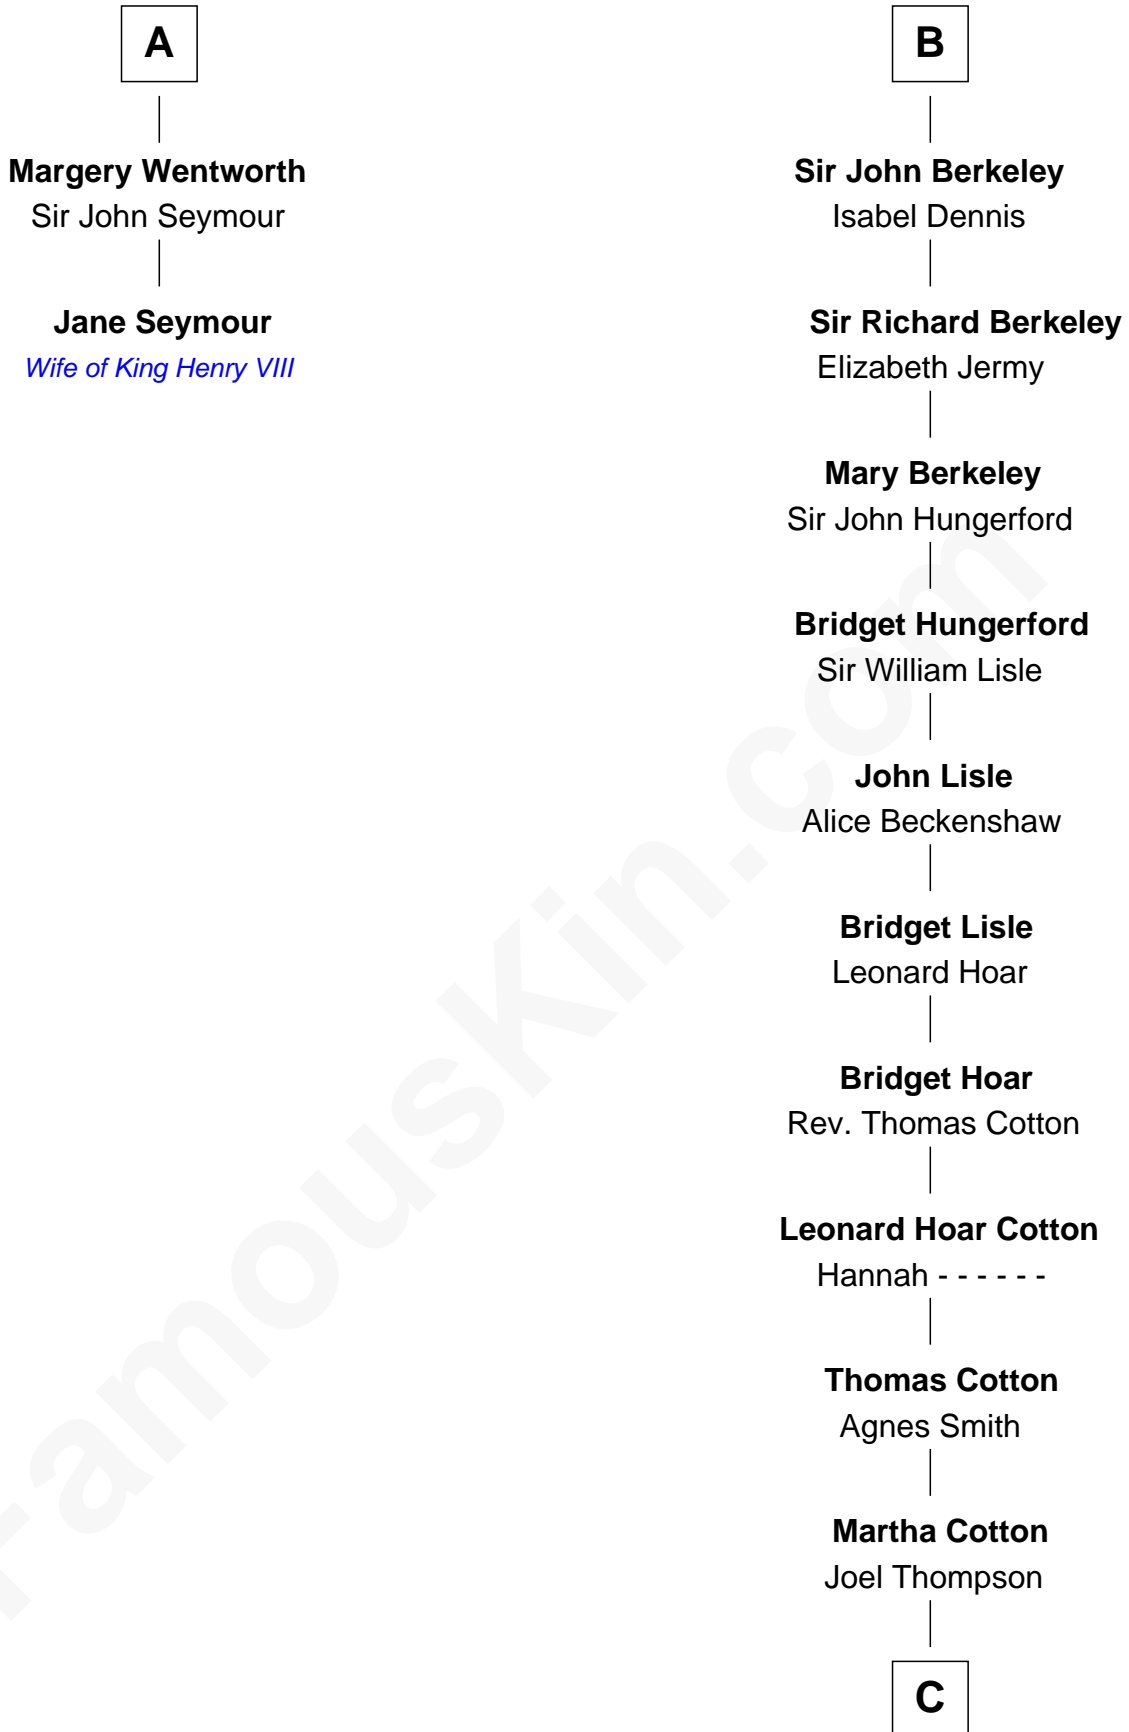 A
Margery Wentworth
Sir John Seymour
Jane Seymour
Wife of King Henry VIII
B
Sir John Berkeley
Isabel Dennis
Sir Richard Berkeley
Elizabeth Jermy
Mary Berkeley
Sir John Hungerford
Bridget Hungerford
Sir William Lisle
John Lisle
Alice Beckenshaw
Bridget Lisle
Leonard Hoar
Bridget Hoar
Rev. Thomas Cotton
Leonard Hoar Cotton
Hannah - - - - - -
Thomas Cotton
Agnes Smith
Martha Cotton
Joel Thompson
C
FamousKin.com